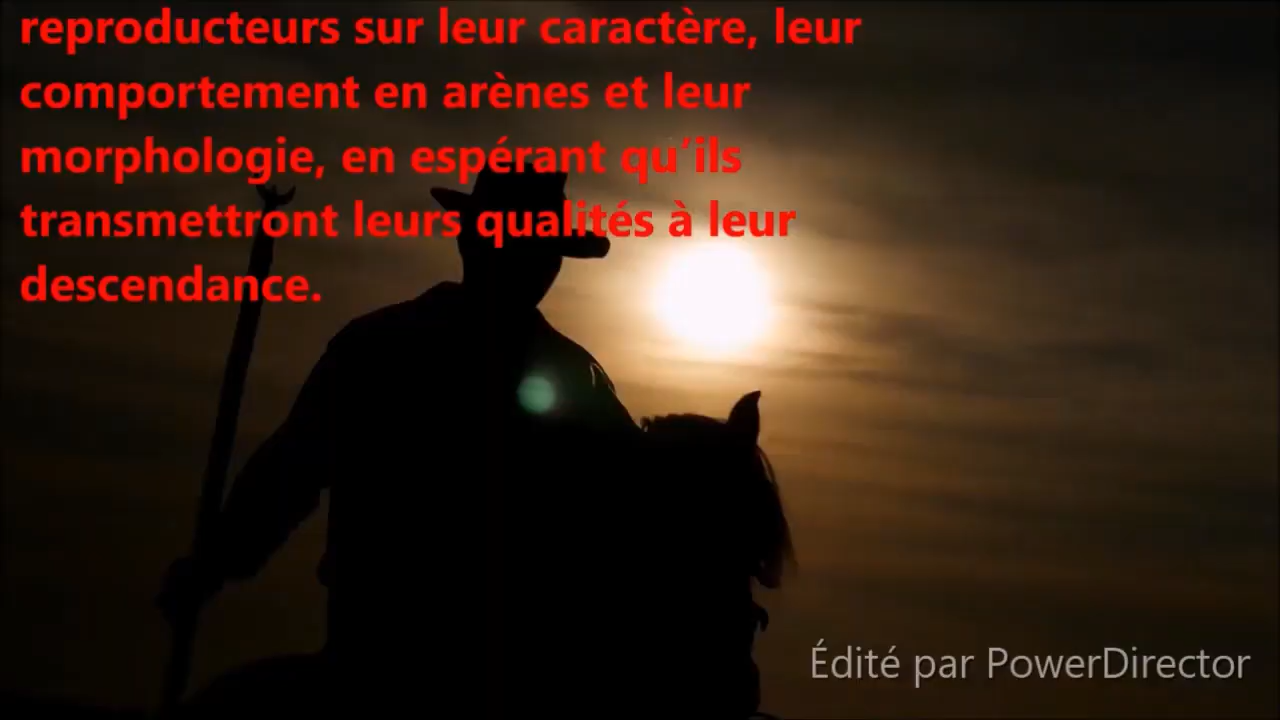 reproducteurs sur leur caractère, leur
comportement en arènes et leur
morphologie, en espérant qu’ils
transmettront leurs qualités à leur
descendance.
Édité par PowerDirector